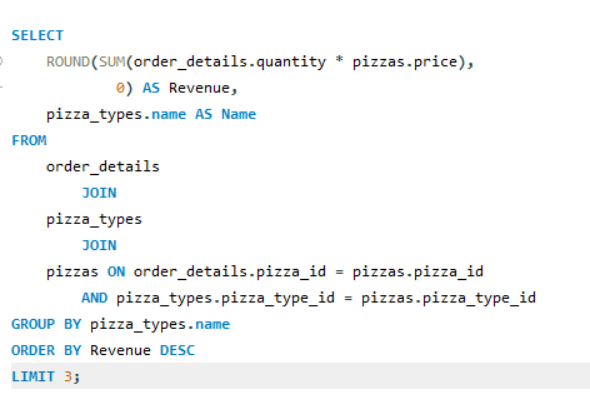 SELECT
ROUND(SUM(order_details.quantity * pizzas.price),
0) AS Revenue,
pizza_types.name AS Name
FROM
order_details
JOIN
pizza_types
JOIN
pizzas ON order_details.pizza_id = pizzas.pizza_id
AND pizza_types.pizza_type_id = pizzas.pizza_type_id
GROUP BY pizza_types.name
ORDER BY Revenue DESC
LIMIT 3;